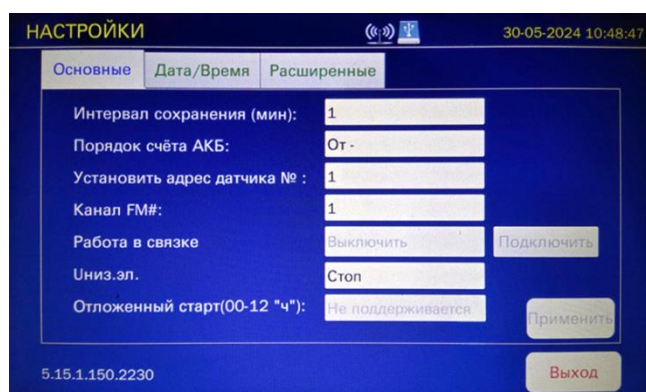 НАСТРОЙКИ 30-05-2024 10:48:47
Основные Дата/Время Расширенные
Интервал сохранения (мин): 1
Порядок счёта АКБ: От -
Установить адрес датчика № : 1
Канал FM#: 1
Работа в связке Выключить Подключить
Uниз.эл. Стоп
Отложенный старт(00-12 "ч"): Не поддерживается
Применить
5.15.1.150.2230 Выход